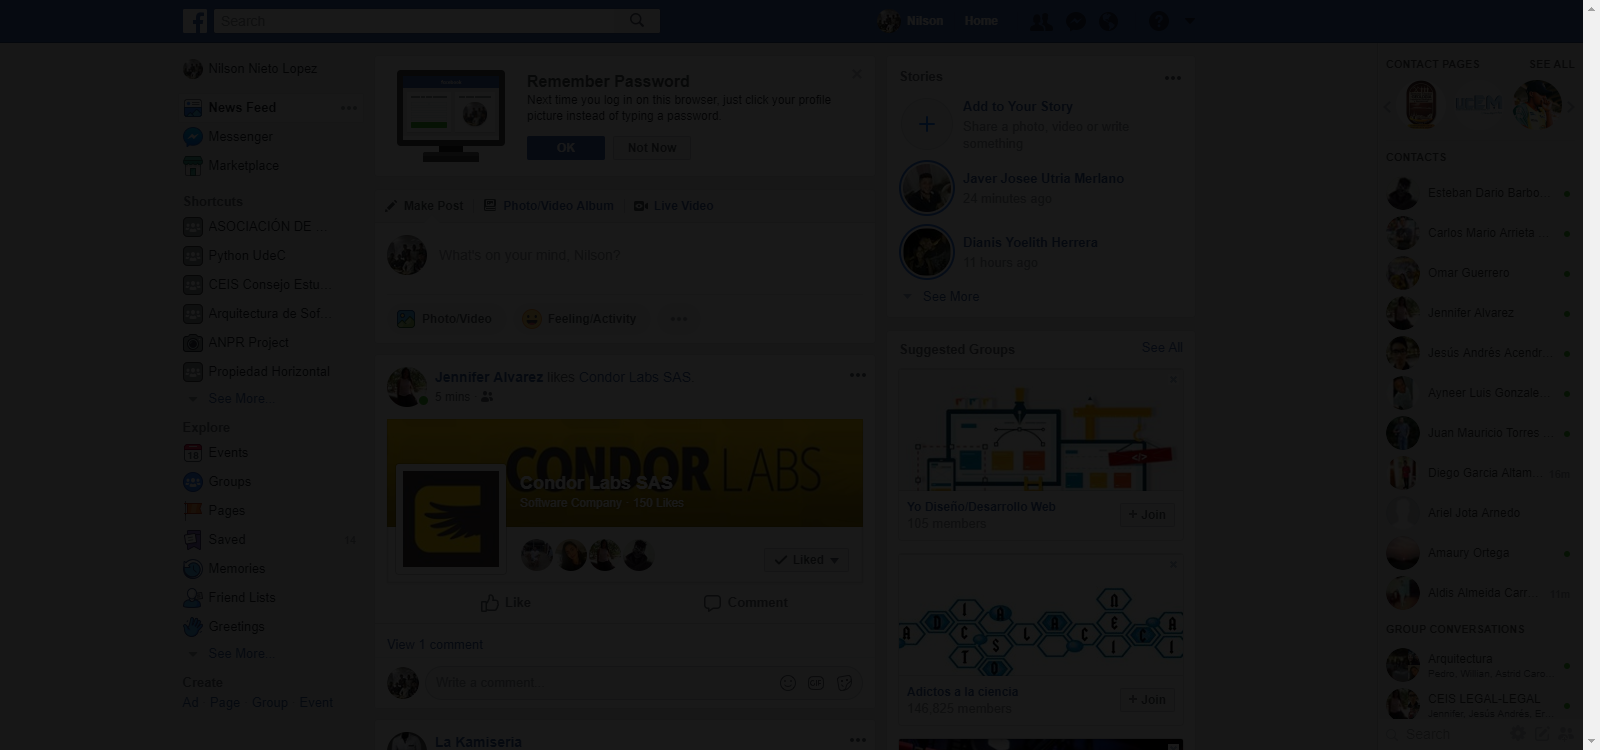 Search
Nilson
Home
Nilson Nieto Lopez
News Feed
Messenger
Marketplace
Shortcuts
ASOCIACIÓN DE ...
Python UdeC
CEIS Consejo Estu...
Arquitectura de Sof...
ANPR Project
Propiedad Horizontal
See More...
Explore
Events
Groups
Pages
Saved 14
Memories
Friend Lists
Greetings
See More...
Create
Ad Page Group Event
Remember Password
Next time you log in on this browser, just click your profile
picture instead of typing a password.
OK Not Now
Make Post Photo/Video Album Live Video
What's on your mind, Nilson?
Photo/Video Feeling/Activity
Jennifer Alvarez likes Condor Labs SAS.
5 mins
CONDOR LABS
Condor Labs SAS
Software Company · 150 Likes
Liked
Like Comment
View 1 comment
Write a comment...
GIF
La Kamiseria
Stories
Add to Your Story
Share a photo, video or write
something
Javer Josee Utria Merlano
24 minutes ago
Dianis Yoelith Herrera
11 hours ago
See More
Suggested Groups See All
Yo Diseño/Desarrollo Web
105 members
+ Join
Adictos a la ciencia
146,825 members
+ Join
CONTACT PAGES SEE ALL
CONTACTS
Esteban Dario Barbo...
Carlos Mario Arrieta...
Omar Guerrero
Jennifer Alvarez
Jesús Andrés Acendr...
Ayneer Luis Gonzale...
Juan Mauricio Torres...
Diego Garcia Altam...
Ariel Jota Arnedo
Amaury Ortega
Aldis Almeida Carr...
GROUP CONVERSATIONS
Arquitectura
Pedro, Willian, Astrid Caro...
CEIS LEGAL-LEGAL
Jennifer, Jesús Andrés, Er...
Search